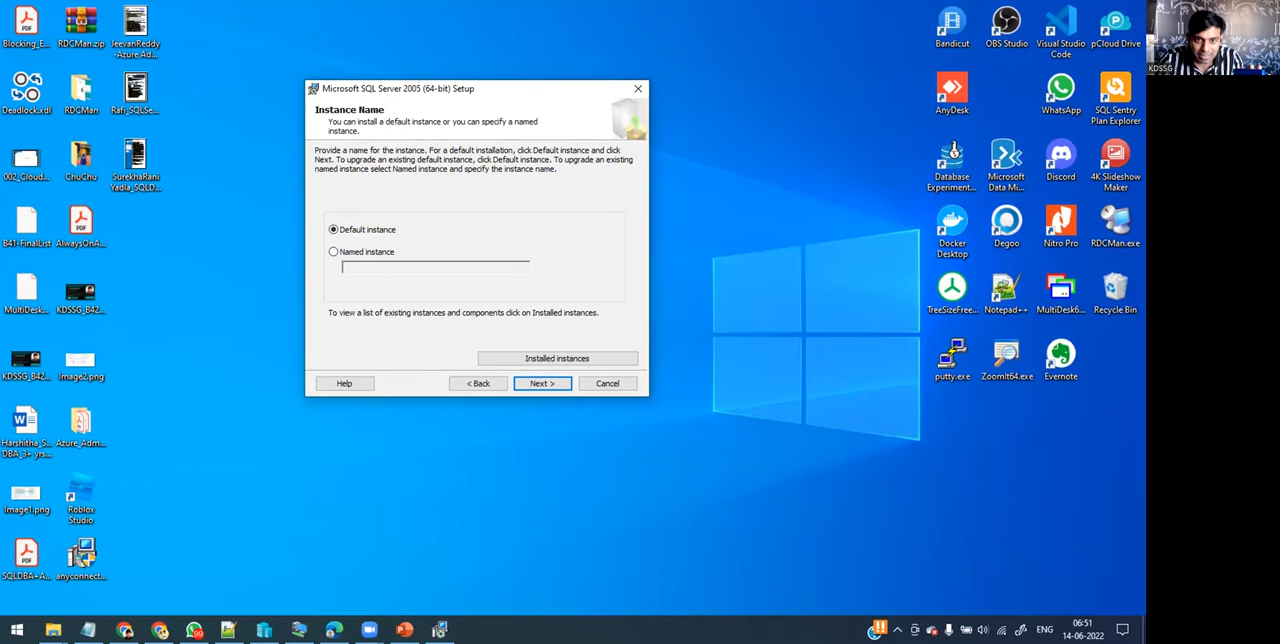 Blocking_E...
RDCMan.zip
JeevanReddy
-Azure Ad...
Deadlock.xdl
RDCMan
Rafi_SQLSe...
002_Cloud...
ChuChu
SurekhaRani
Yadla_SQLD...
B41-FinalList
AlwaysOnA...
MultiDesk...
KDSSG_B42...
KDSSG_B42...
Image2.png
Harshitha_S...
DBA_3+ yrs...
Azure_Adm...
Image1.png
Roblox
Studio
SQLDBA+A...
anyconnect...
Microsoft SQL Server 2005 (64-bit) Setup
Instance Name
You can install a default instance or you can specify a named
instance.
Provide a name for the instance. For a default installation, click Default instance and click
Next. To upgrade an existing default instance, click Default instance. To upgrade an existing
named instance select Named instance and specify the instance name.
Default instance
Named instance
To view a list of existing instances and components click on Installed instances.
Installed instances
Help
< Back
Next >
Cancel
Bandicut
OBS Studio
Visual Studio
Code
pCloud Drive
AnyDesk
WhatsApp
SQL Sentry
Plan Explorer
Database
Experiment...
Microsoft
Data Mi...
Discord
4K Slideshow
Maker
Docker
Desktop
Degoo
Nitro Pro
RDCMan.exe
TreeSizeFree...
Notepad++
MultiDesk6...
Recycle Bin
putty.exe
ZoomIt64.exe
Evernote
KDSSG
99
ENG
06:51
14-06-2022